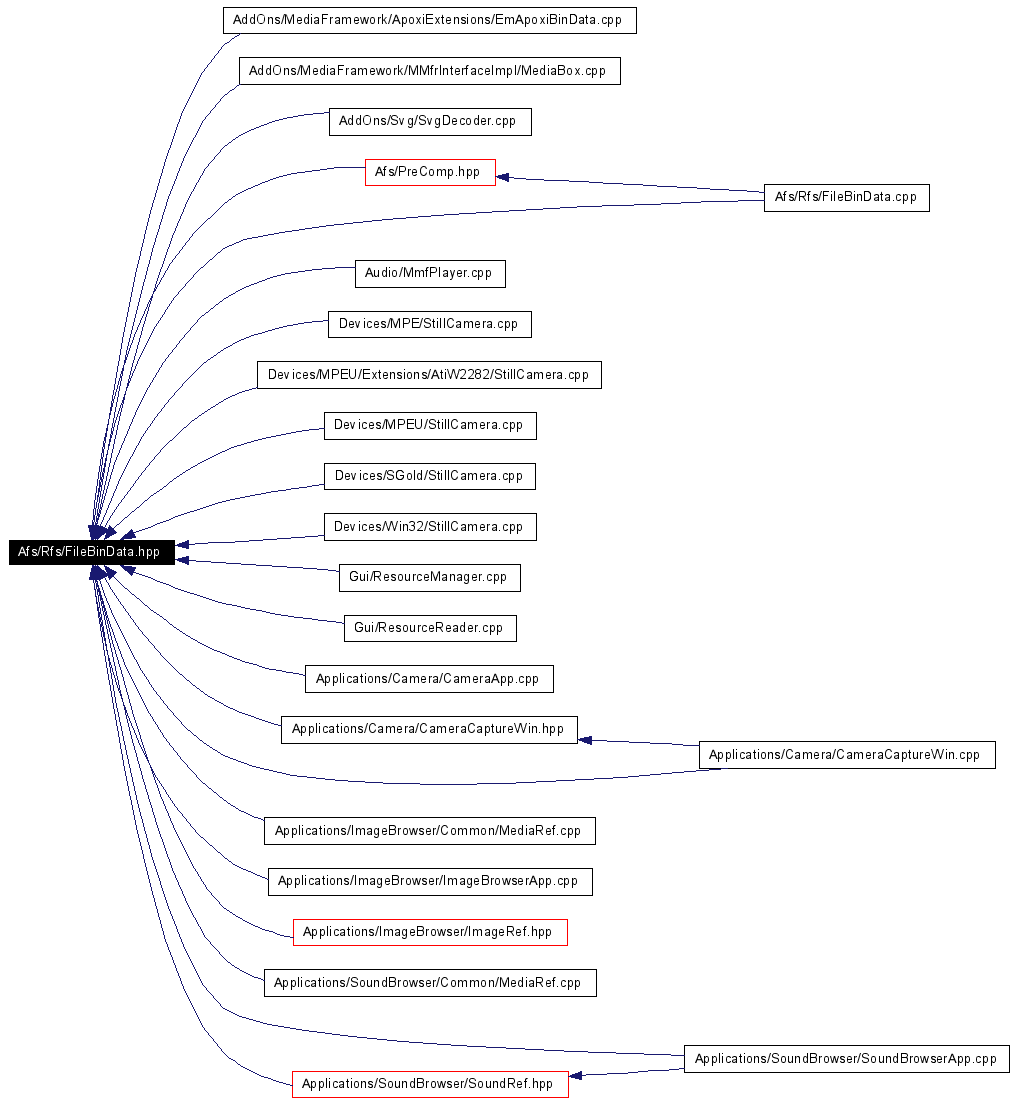 AddOns/MediaFramework/ApoxiExtensions/EmApoxiBinData.cpp
AddOns/MediaFramework/MMfrInterfaceImpl/MediaBox.cpp
AddOns/Svg/SvgDecoder.cpp
Afs/PreComp.hpp
Afs/Rfs/FileBinData.cpp
Audio/MmfPlayer.cpp
Devices/MPE/StillCamera.cpp
Devices/MPEU/Extensions/AtiW2282/StillCamera.cpp
Devices/MPEU/StillCamera.cpp
Devices/SGold/StillCamera.cpp
Devices/Win32/StillCamera.cpp
Afs/Rfs/FileBinData.hpp
Gui/ResourceManager.cpp
Gui/ResourceReader.cpp
Applications/Camera/CameraApp.cpp
Applications/Camera/CameraCaptureWin.hpp
Applications/Camera/CameraCaptureWin.cpp
Applications/ImageBrowser/Common/MediaRef.cpp
Applications/ImageBrowser/ImageBrowserApp.cpp
Applications/ImageBrowser/ImageRef.hpp
Applications/SoundBrowser/Common/MediaRef.cpp
Applications/SoundBrowser/SoundBrowserApp.cpp
Applications/SoundBrowser/SoundRef.hpp